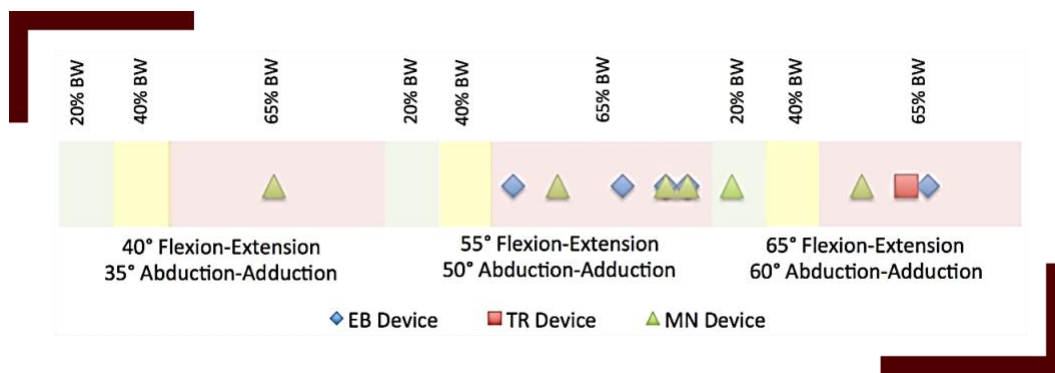 20% BW
40% BW
65% BW
20% BW
40% BW
65% BW
20% BW
40% BW
65% BW
40° Flexion-Extension
35° Abduction-Adduction
55° Flexion-Extension
50° Abduction-Adduction
65° Flexion-Extension
60° Abduction-Adduction
EB Device
TR Device
MN Device